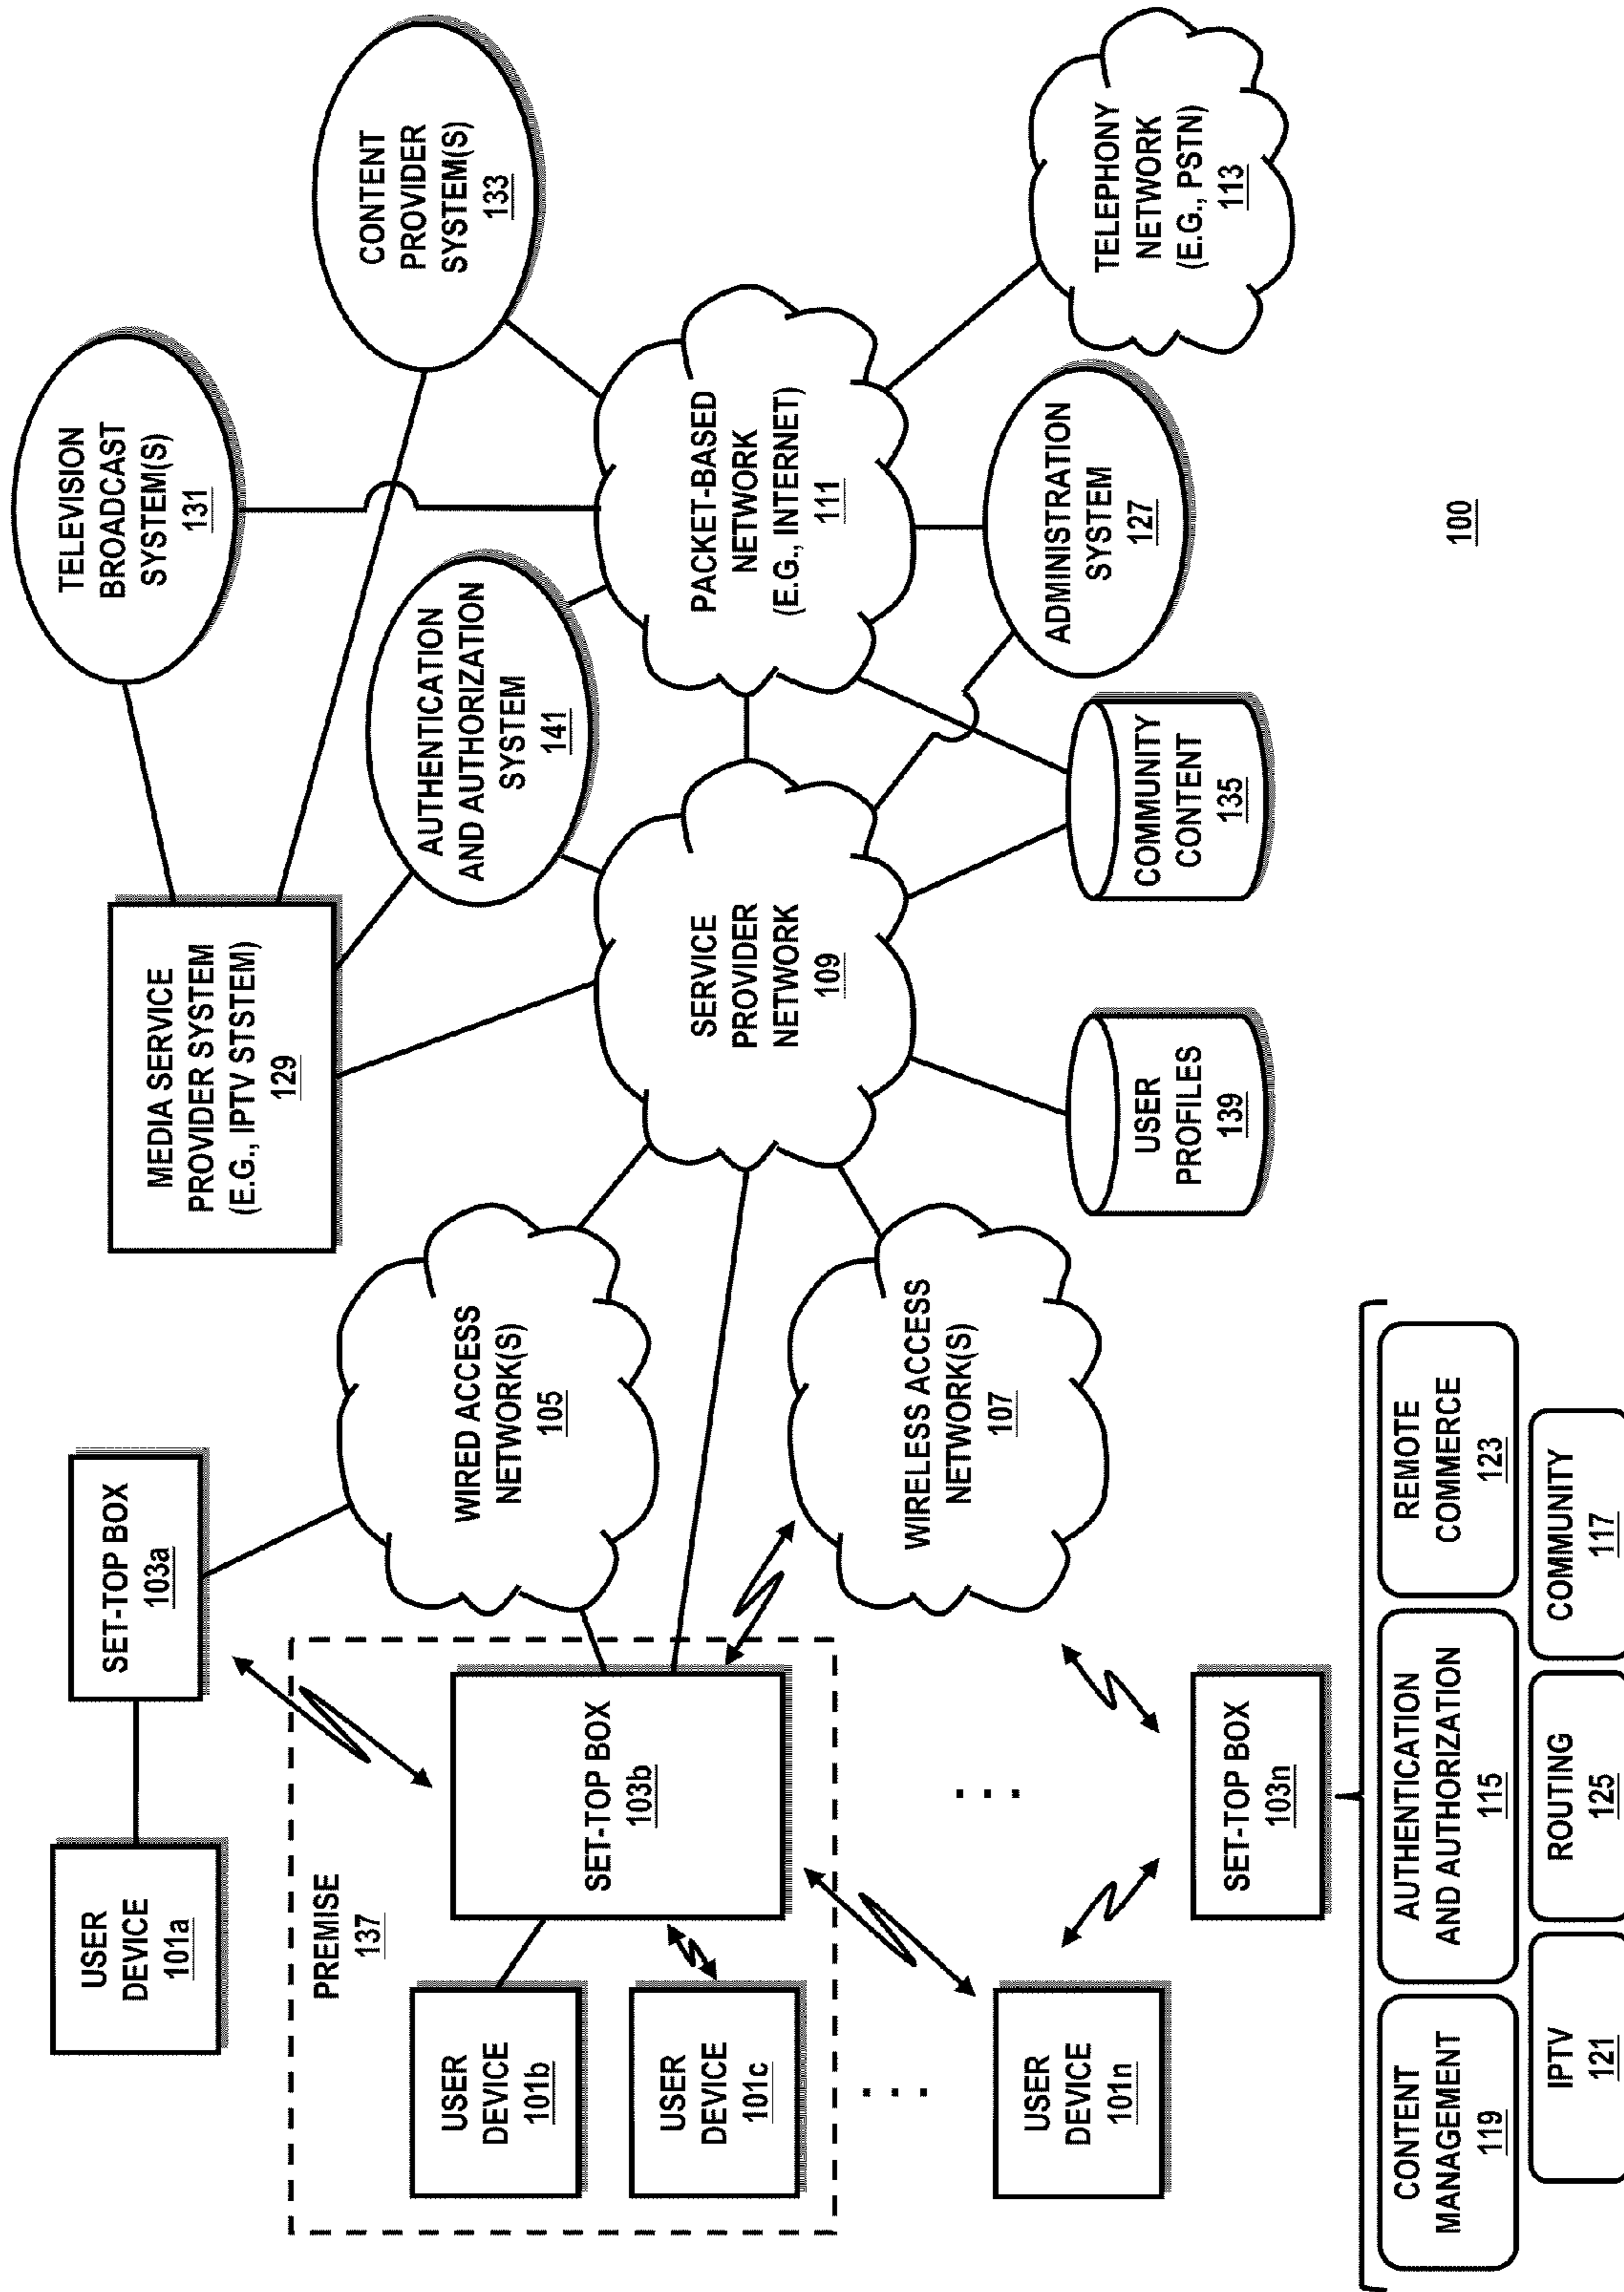 USER
DEVICE
101a
SET-TOP BOX
103a
MEDIA SERVICE
PROVIDER SYSTEM
(E.G., IPTV STSTEM)
129
TELEVISION
BROADCAST
SYSTEM(S)
131
CONTENT
PROVIDER
SYSTEM(S)
133
AUTHENTICATION
AND AUTHORIZATION
SYSTEM
141
PREMISE
137
USER
DEVICE
101b
USER
DEVICE
101c
SET-TOP BOX
103b
WIRED ACCESS
NETWORK(S)
105
SERVICE
PROVIDER
NETWORK
109
PACKET-BASED
NETWORK
(E.G., INTERNET)
111
WIRELESS ACCESS
NETWORK(S)
107
. . .
. . .
USER
DEVICE
101n
SET-TOP BOX
103n
USER
PROFILES
139
COMMUNITY
CONTENT
135
ADMINISTRATION
SYSTEM
127
TELEPHONY
NETWORK
(E.G., PSTN)
113
CONTENT
MANAGEMENT
119
AUTHENTICATION
AND AUTHORIZATION
115
REMOTE
COMMERCE
123
IPTV
121
ROUTING
125
COMMUNITY
117
100